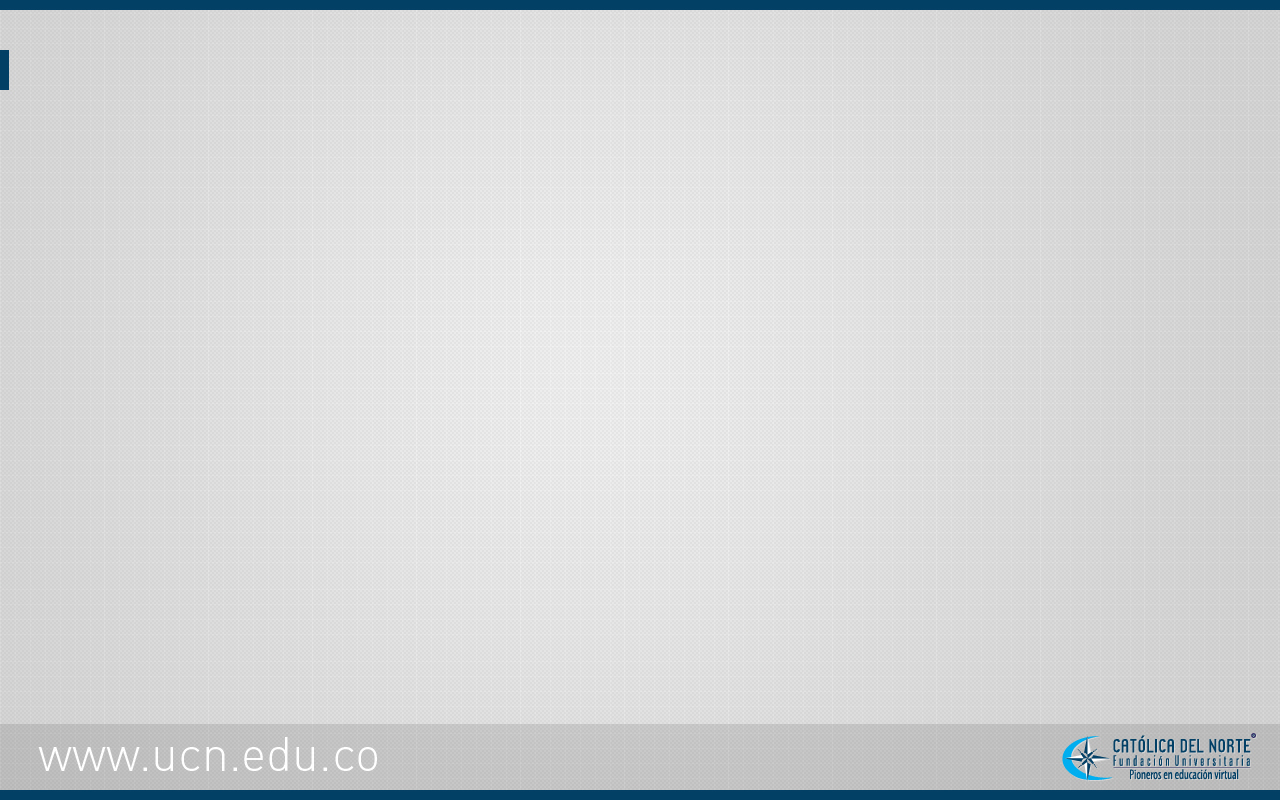 www.ucn.edu.co
CATÓLICA DEL NORTE®
Fundación Universitaria
Pioneros en educación virtual